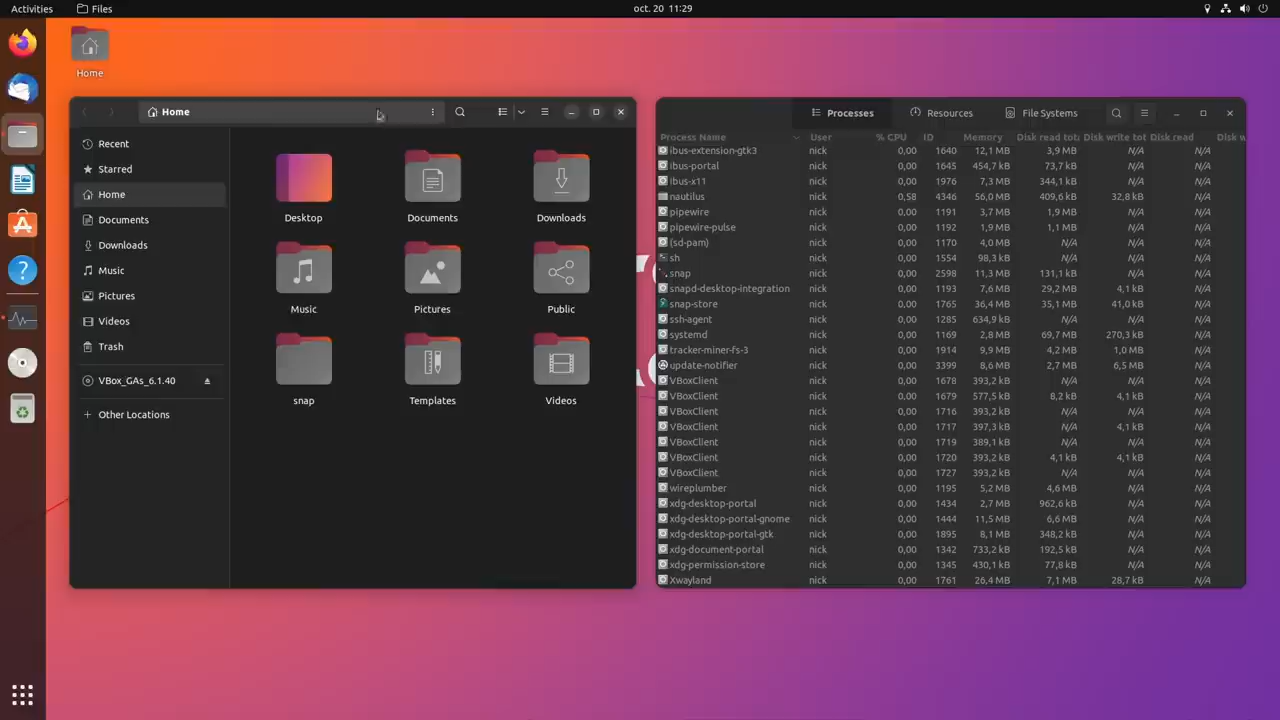 Activities Files oct. 20 11:29
Home
Home
Recent
Starred
Home
Documents
Downloads
Music
Pictures
Videos
Trash
VBox_GAs_6.1.40
Other Locations
Desktop Documents Downloads
Music Pictures Public
snap Templates Videos
Processes Resources File Systems
Process Name User % CPU ID Memory Disk read tot Disk write tot Disk read Disk w
ibus-extension-gtk3 nick 0,00 1640 12,1 MB 3,9 MB N/A N/A
ibus-portal nick 0,00 1645 454,7 kB 73,7 kB N/A N/A
ibus-x11 nick 0,00 1976 7,3 MB 344,1 kB N/A N/A
nautilus nick 0,58 4346 56,0 MB 409,6 kB 32,8 kB N/A
pipewire nick 0,00 1191 3,7 MB 1,9 MB N/A N/A
pipewire-pulse nick 0,00 1192 1,9 MB 1,1 MB N/A N/A
(sd-pam) nick 0,00 1170 4,0 MB N/A N/A N/A
sh nick 0,00 1554 98,3 kB N/A N/A N/A
snap nick 0,00 2598 11,3 MB 131,1 kB N/A N/A
snapd-desktop-integration nick 0,00 1193 7,6 MB 29,2 MB 4,1 kB N/A
snap-store nick 0,00 1765 36,4 MB 35,1 MB 41,0 kB N/A
ssh-agent nick 0,00 1285 634,9 kB N/A N/A N/A
systemd nick 0,00 1169 2,8 MB 69,7 MB 270,3 kB N/A
tracker-miner-fs-3 nick 0,00 1914 9,9 MB 4,2 MB 1,0 MB N/A
update-notifier nick 0,00 3399 8,6 MB 2,7 MB 6,5 MB N/A
VBoxClient nick 0,00 1678 393,2 kB N/A N/A N/A
VBoxClient nick 0,00 1679 577,5 kB 8,2 kB 4,1 kB N/A
VBoxClient nick 0,00 1716 393,2 kB N/A N/A N/A
VBoxClient nick 0,00 1717 397,3 kB N/A 4,1 kB N/A
VBoxClient nick 0,00 1719 389,1 kB N/A N/A N/A
VBoxClient nick 0,00 1720 393,2 kB 4,1 kB 4,1 kB N/A
VBoxClient nick 0,00 1727 393,2 kB N/A N/A N/A
wireplumber nick 0,00 1195 5,2 MB 4,6 MB N/A N/A
xdg-desktop-portal nick 0,00 1434 2,7 MB 962,6 kB N/A N/A
xdg-desktop-portal-gnome nick 0,00 1444 11,5 MB 6,6 MB N/A N/A
xdg-desktop-portal-gtk nick 0,00 1895 8,1 MB 348,2 kB N/A N/A
xdg-document-portal nick 0,00 1342 733,2 kB 192,5 kB N/A N/A
xdg-permission-store nick 0,00 1345 430,1 kB 77,8 kB N/A N/A
Xwayland nick 0,00 1761 26,4 MB 7,1 MB 28,7 kB N/A